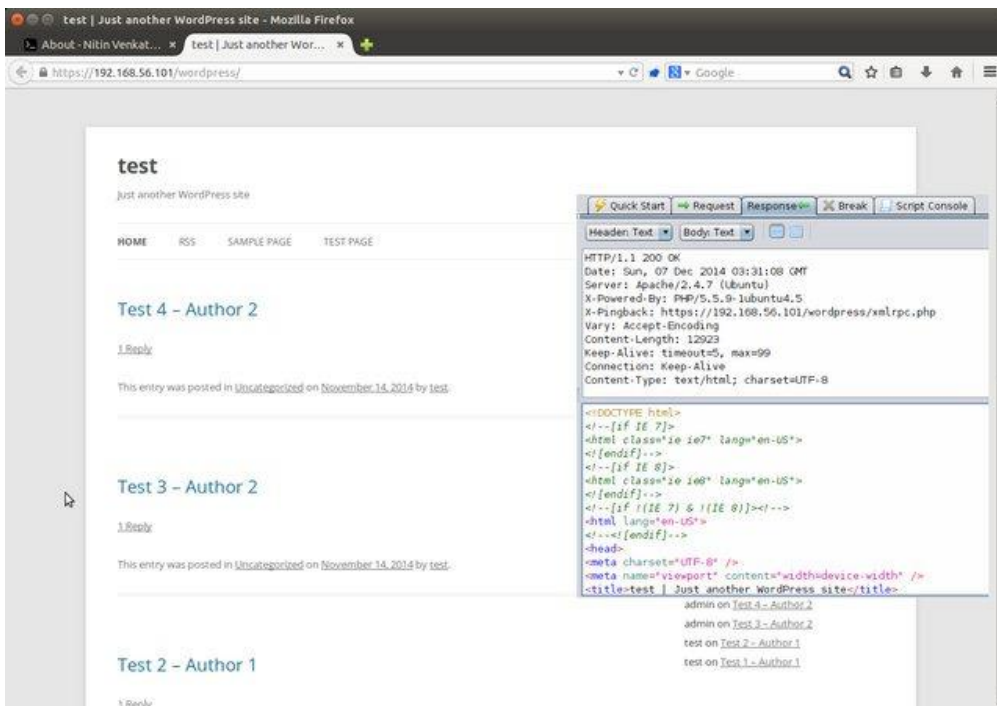 test | Just another WordPress site - Mozilla Firefox
About - Nitin Venkat... × test | Just another Wor... ×
https://192.168.56.101/wordpress/
Google
test
Just another WordPress site
HOME RSS SAMPLE PAGE TEST PAGE
Test 4 – Author 2
1 Reply
This entry was posted in Uncategorized on November 14, 2014 by test.
Test 3 – Author 2
1 Reply
This entry was posted in Uncategorized on November 14, 2014 by test.
Test 2 – Author 1
1 Reply
Quick Start Request Response Break Script Console
Header: Text Body: Text
HTTP/1.1 200 OK
Date: Sun, 07 Dec 2014 03:31:08 GMT
Server: Apache/2.4.7 (Ubuntu)
X-Powered-By: PHP/5.5.9-1ubuntu4.5
X-Pingback: https://192.168.56.101/wordpress/xmlrpc.php
Vary: Accept-Encoding
Content-Length: 12923
Keep-Alive: timeout=5, max=99
Connection: Keep-Alive
Content-Type: text/html; charset=UTF-8
<!DOCTYPE html>
<!--[if IE 7]>
<html class="ie ie7" lang="en-US">
<![endif]-->
<!--[if IE 8]>
<html class="ie ie8" lang="en-US">
<![endif]-->
<!--[if !(IE 7) & !(IE 8)]><!-->
<html lang="en-US">
<!--<![endif]-->
<head>
<meta charset="UTF-8" />
<meta name="viewport" content="width=device-width" />
<title>test | Just another WordPress site</title>
admin on Test 4 – Author 2
admin on Test 3 – Author 2
test on Test 2 – Author 1
test on Test 1 – Author 1